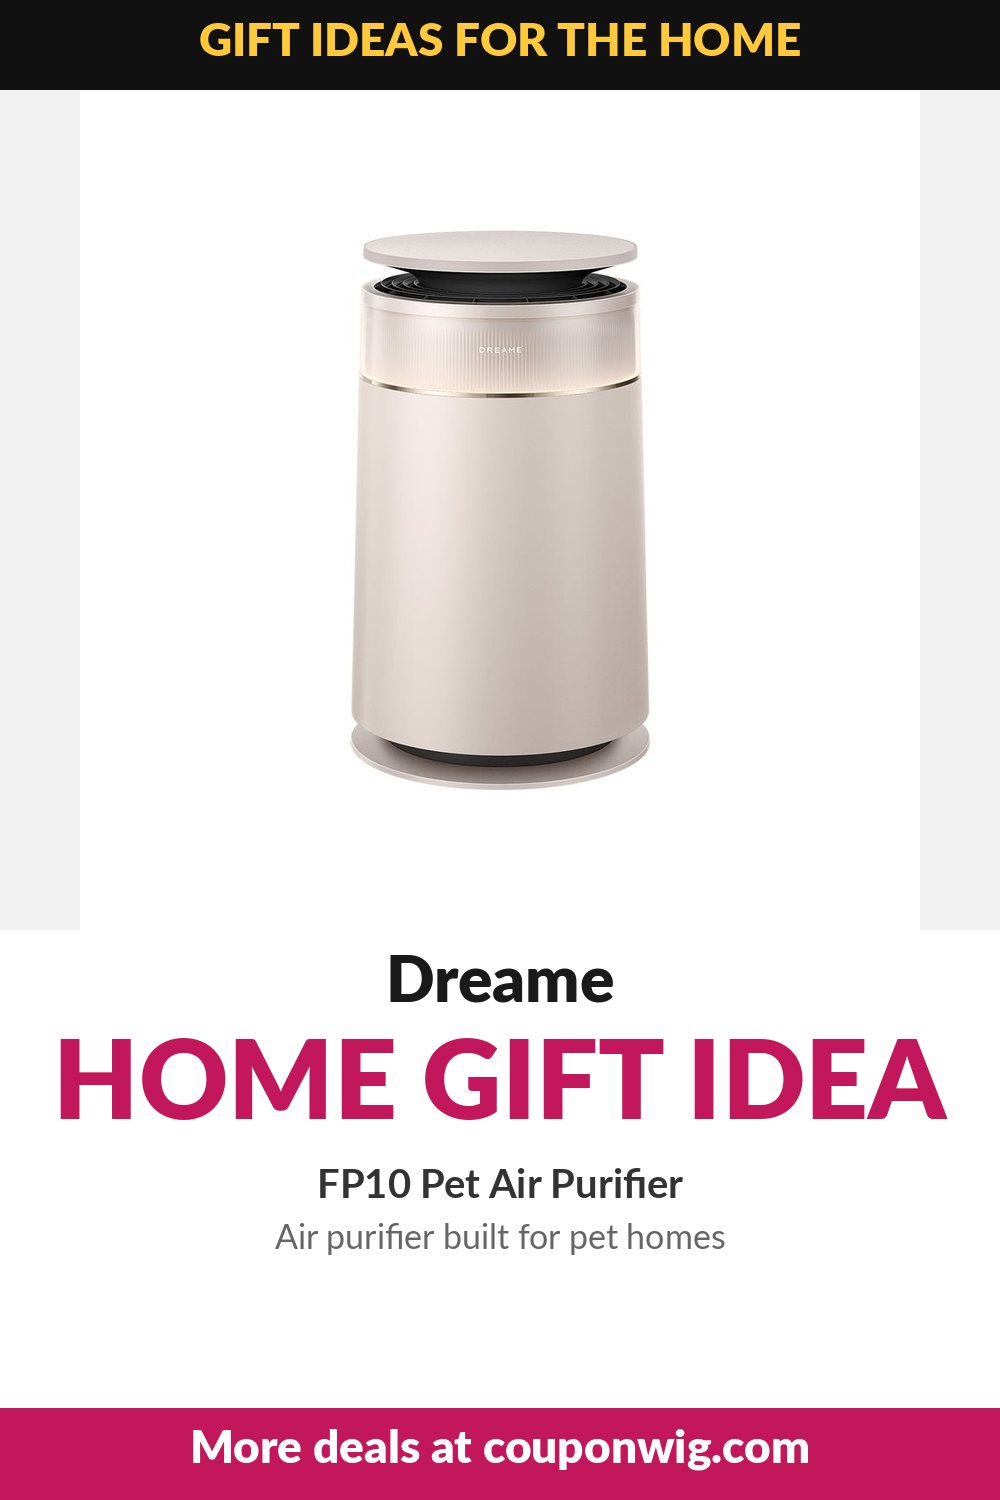 GIFT IDEAS FOR THE HOME
DREAME
Dreame
HOME GIFT IDEA
FP10 Pet Air Purifier
Air purifier built for pet homes
More deals at couponwig.com